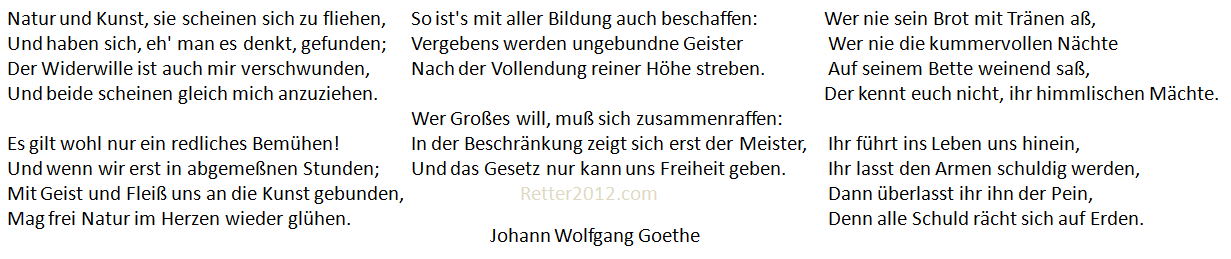 Natur und Kunst, sie scheinen sich zu fliehen,
Und haben sich, eh' man es denkt, gefunden;
Der Widerwille ist auch mir verschwunden,
Und beide scheinen gleich mich anzuziehen.
Es gilt wohl nur ein redliches Bemühen!
Und wenn wir erst in abgemeßnen Stunden;
Mit Geist und Fleiß uns an die Kunst gebunden,
Mag frei Natur im Herzen wieder glühen.
So ist's mit aller Bildung auch beschaffen:
Vergebens werden ungebundne Geister
Nach der Vollendung reiner Höhe streben.
Wer Großes will, muß sich zusammenraffen:
In der Beschränkung zeigt sich erst der Meister,
Und das Gesetz nur kann uns Freiheit geben.
Retter2012.com
Johann Wolfgang Goethe
Wer nie sein Brot mit Tränen aß,
Wer nie die kummervollen Nächte
Auf seinem Bette weinend saß,
Der kennt euch nicht, ihr himmlischen Mächte.
Ihr führt ins Leben uns hinein,
Ihr lasst den Armen schuldig werden,
Dann überlasst ihr ihn der Pein,
Denn alle Schuld rächt sich auf Erden.